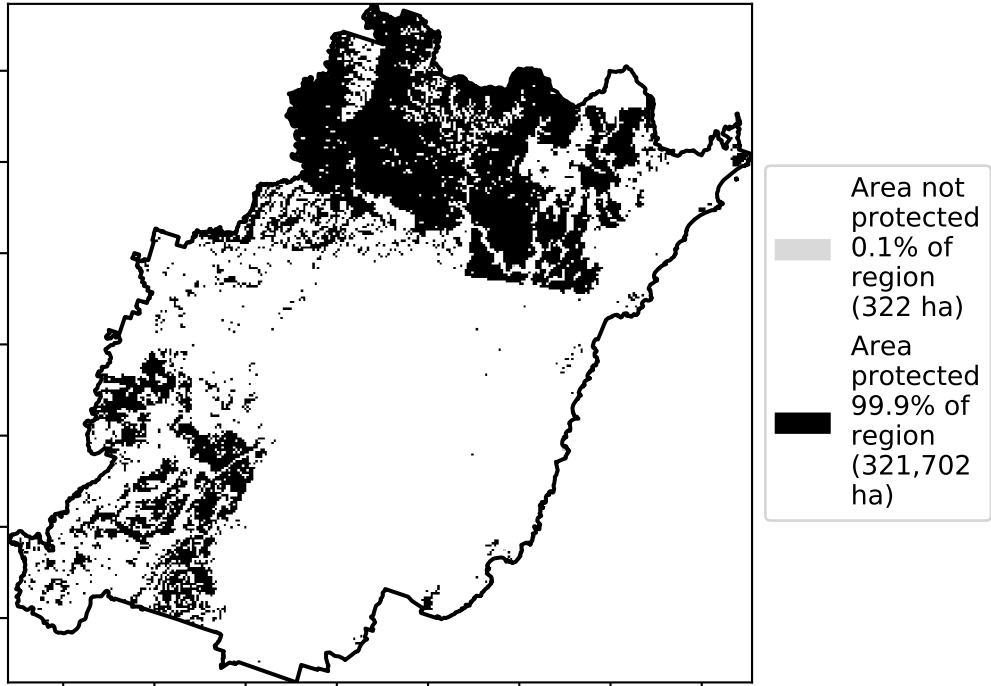 Area not
protected
0.1% of
region
(322 ha)
Area
protected
99.9% of
region
(321,702
ha)